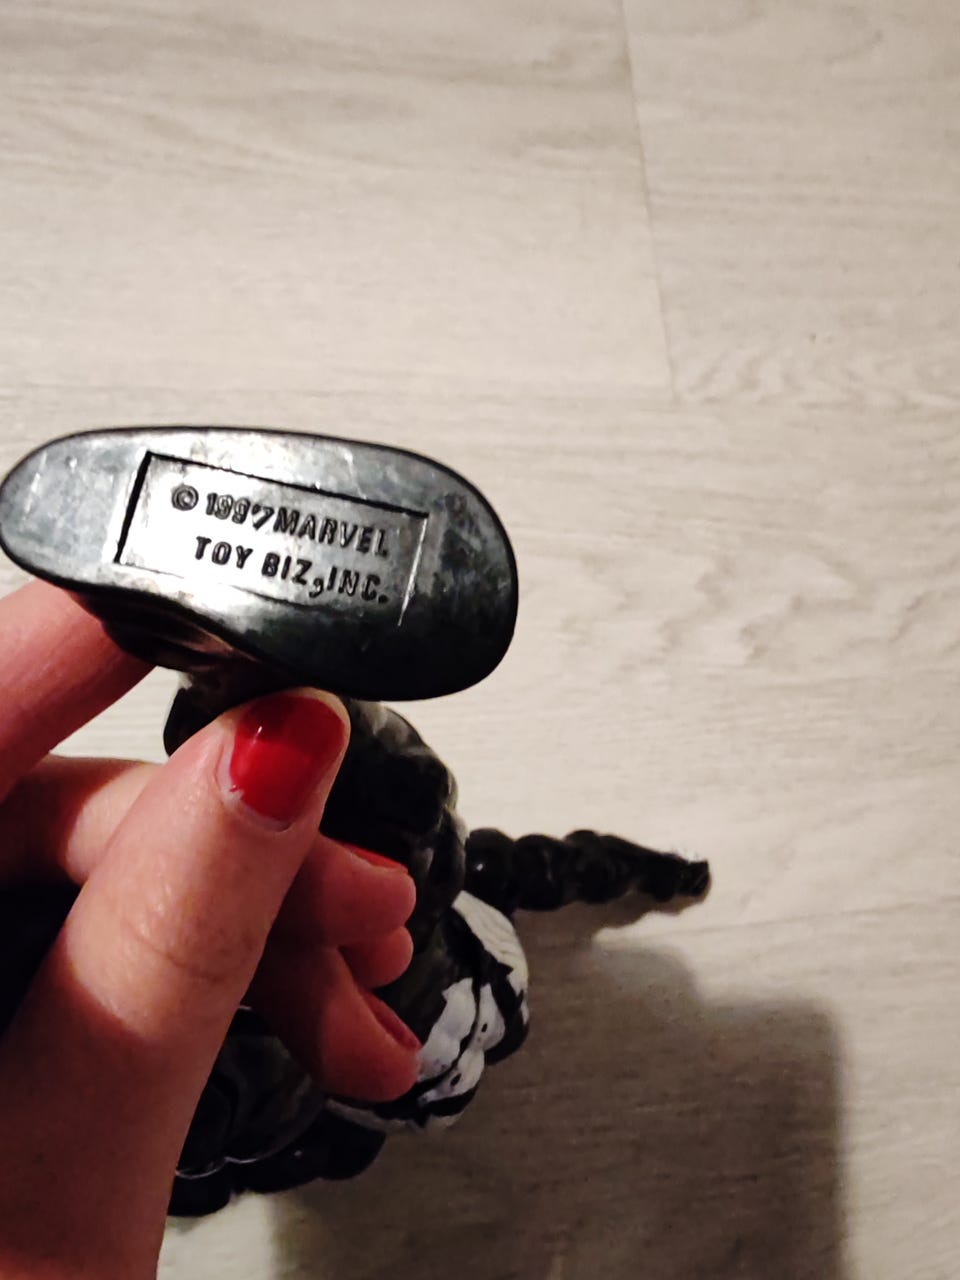 © 1997 MARVEL
TOY BIZ, INC.